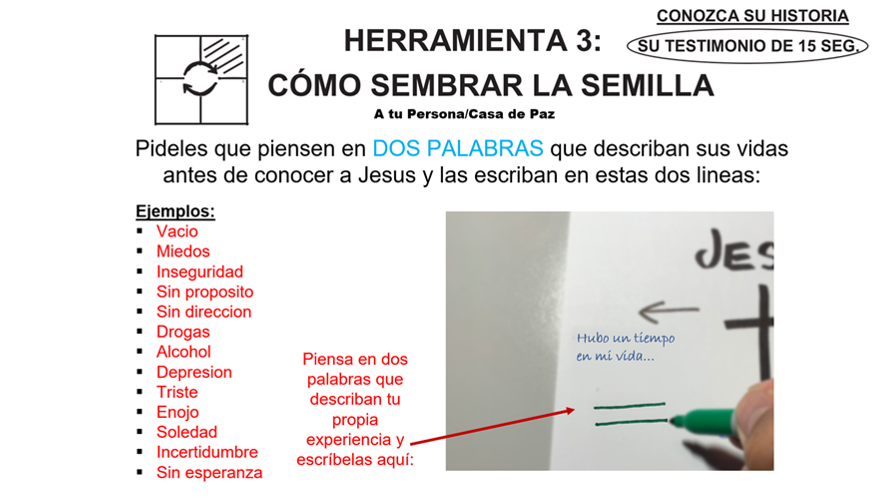 CONOZCA SU HISTORIA
SU TESTIMONIO DE 15 SEG.
HERRAMIENTA 3:
CÓMO SEMBRAR LA SEMILLA
A tu Persona/Casa de Paz
Pideles que piensen en DOS PALABRAS que describan sus vidas
antes de conocer a Jesus y las escriban en estas dos lineas:
Ejemplos:
Vacio
Miedos
Inseguridad
Sin proposito
Sin direccion
Drogas
Alcohol
Depresion
Triste
Enojo
Soledad
Incertidumbre
Sin esperanza
Piensa en dos
palabras que
describan tu
propia
experiencia y
escríbelas aquí:
JES
Hubo un tiempo
en mi vida...